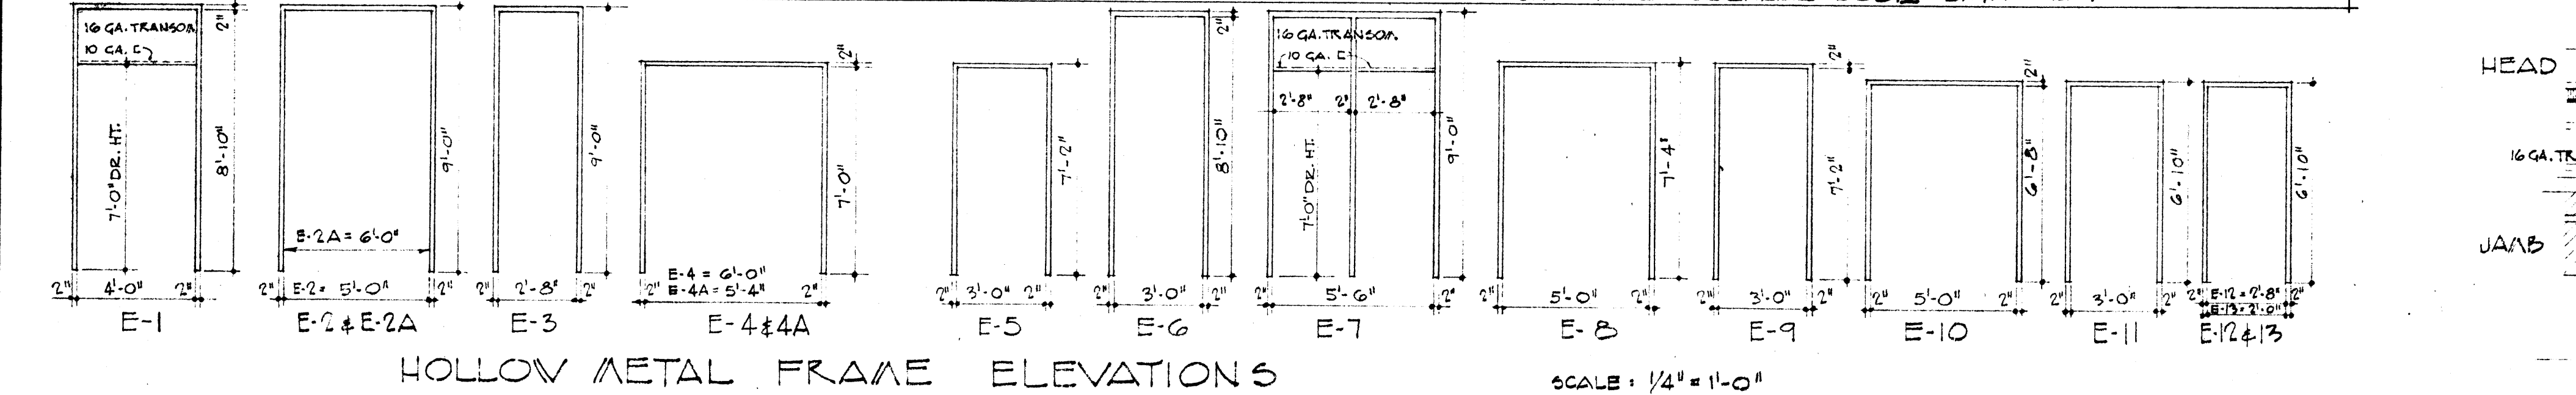 16 GA. TRANSOM
10 GA. C
7'-0" DR. HT.
2"
8'-10"
2"
4'-0"
2"
E-1
E-2A = 6'-0"
9'-0"
2"
E-2 = 5'-0"
2"
E-2 & E-2A
9'-0"
2"
2'-8"
2"
E-3
2"
7'-0"
E-4 = 6'-0"
2"
E-4A = 5'-4"
2"
E-4 & 4A
7'-2"
2"
3'-0"
2"
E-5
2"
8'-10"
2"
3'-0"
2"
E-6
16 GA. TRANSOM
10 GA. C
2'-8"
2"
2'-8"
7'-0" DR. HT.
9'-0"
2"
5'-6"
2"
E-7
7'-4"
2"
5'-0"
2"
E-8
2"
7'-2"
2"
3'-0"
2"
E-9
2"
6'-8"
2"
5'-0"
2"
E-10
6'-10"
2"
3'-0"
2"
E-11
6'-10"
2"
E-12 = 2'-8"
2"
E-13 = 2'-0"
E-12 & 13
HOLLOW METAL FRAME ELEVATIONS
SCALE : 1/4" = 1'-0"
HEAD
16 GA. TR
JAMB